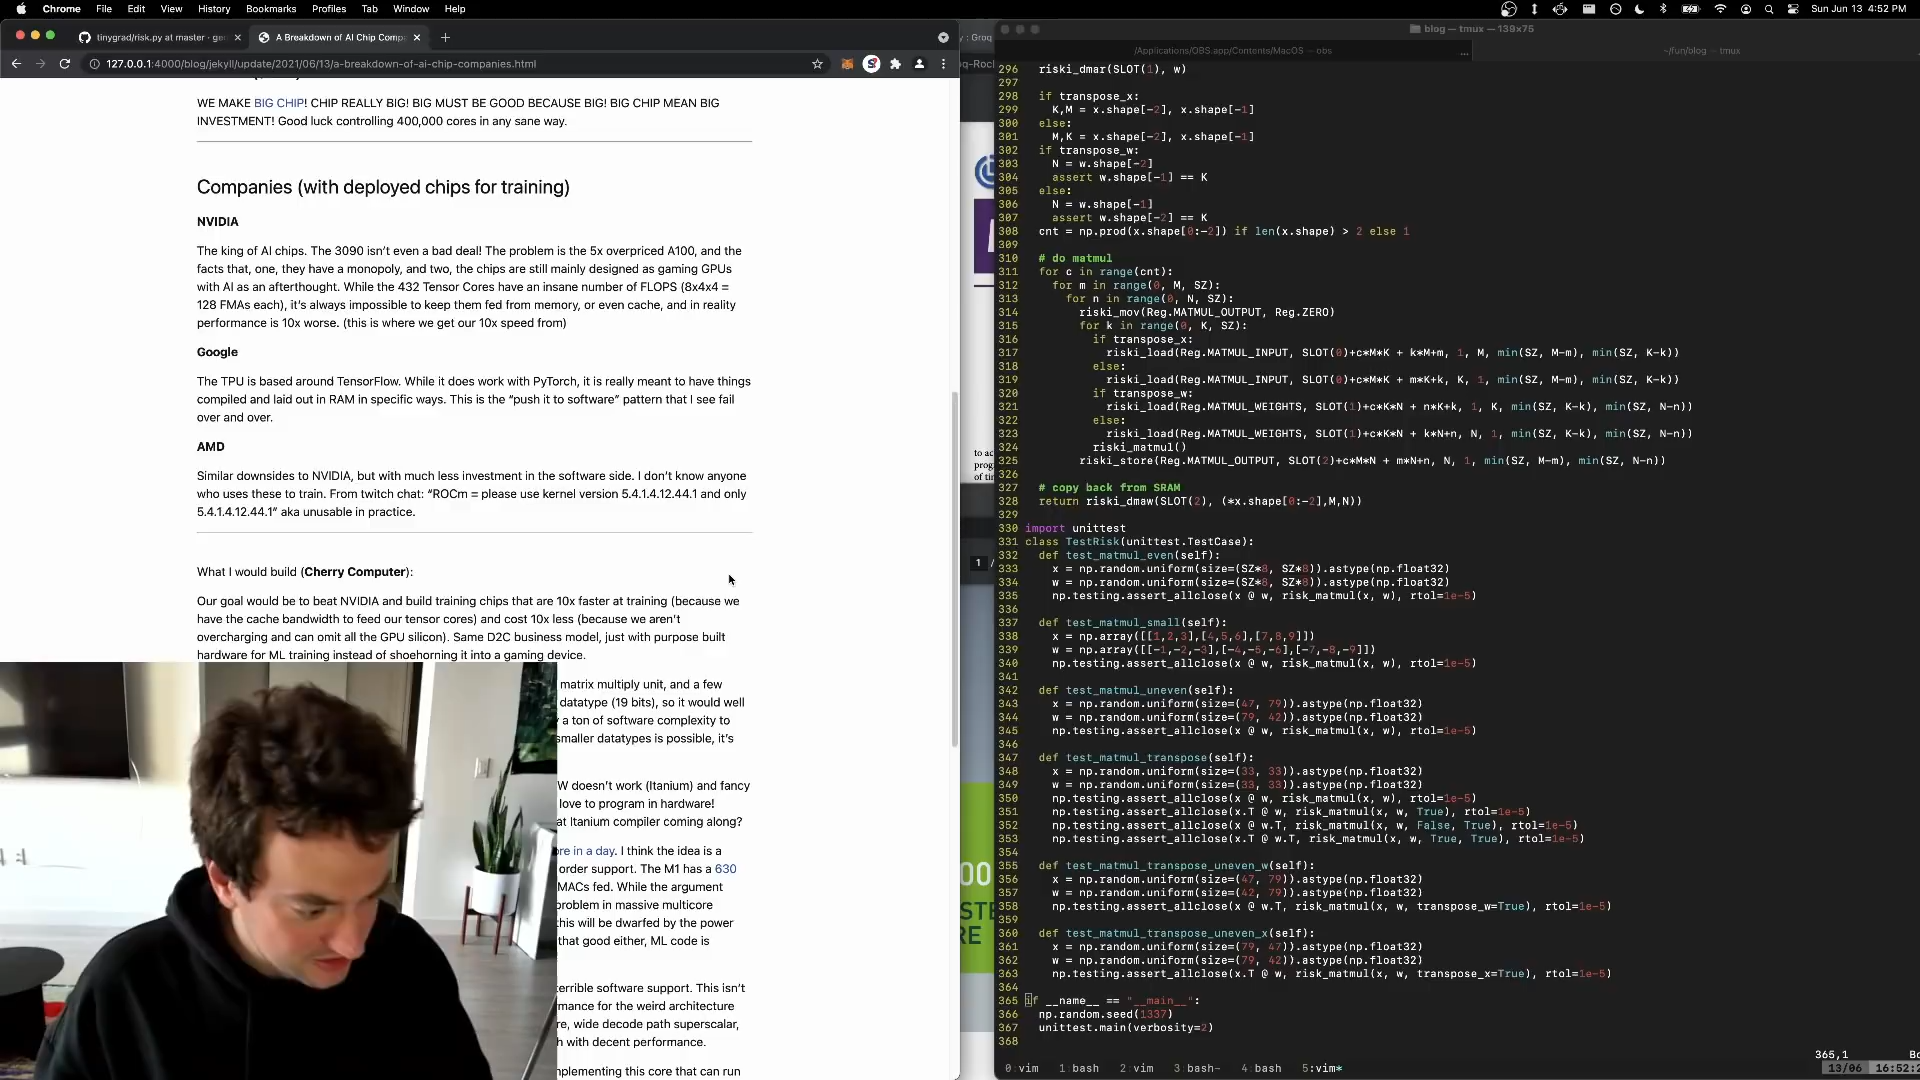 Chrome File Edit View History Bookmarks Profiles Tab Window Help
Sun Jun 13 4:52 PM
tinygrad/risk.py at master · ge
A Breakdown of AI Chip Comp
127.0.0.1:4000/blog/jekyll/update/2021/06/13/a-breakdown-of-ai-chip-companies.html
WE MAKE BIG CHIP! CHIP REALLY BIG! BIG MUST BE GOOD BECAUSE BIG! BIG CHIP MEAN BIG
INVESTMENT! Good luck controlling 400,000 cores in any sane way.
Companies (with deployed chips for training)
NVIDIA
The king of AI chips. The 3090 isn't even a bad deal! The problem is the 5x overpriced A100, and the
facts that, one, they have a monopoly, and two, the chips are still mainly designed as gaming GPUs
with AI as an afterthought. While the 432 Tensor Cores have an insane number of FLOPS (8x4x4 =
128 FMAs each), it's always impossible to keep them fed from memory, or even cache, and in reality
performance is 10x worse. (this is where we get our 10x speed from)
Google
The TPU is based around TensorFlow. While it does work with PyTorch, it is really meant to have things
compiled and laid out in RAM in specific ways. This is the “push it to software” pattern that I see fail
over and over.
AMD
Similar downsides to NVIDIA, but with much less investment in the software side. I don't know anyone
who uses these to train. From twitch chat: “ROCm = please use kernel version 5.4.1.4.12.44.1 and only
5.4.1.4.12.44.1” aka unusable in practice.
What I would build (Cherry Computer):
Our goal would be to beat NVIDIA and build training chips that are 10x faster at training (because we
have the cache bandwidth to feed our tensor cores) and cost 10x less (because we aren't
overcharging and can omit all the GPU silicon). Same D2C business model, just with purpose built
hardware for ML training instead of shoehorning it into a gaming device.
matrix multiply unit, and a few
datatype (19 bits), so it would well
a ton of software complexity to
smaller datatypes is possible, it's
W doesn't work (Itanium) and fancy
love to program in hardware!
at Itanium compiler coming along?
re in a day. I think the idea is a
order support. The M1 has a 630
MACs fed. While the argument
problem in massive multicore
this will be dwarfed by the power
that good either, ML code is
terrible software support. This isn't
mance for the weird architecture
re, wide decode path superscalar,
h with decent performance.
mplementing this core that can run
: Groq
q-Rocl
to ac
prog
of tir
1 /
00
STE
RE
blog — tmux — 139x75
/Applications/OBS.app/Contents/MacOS — obs
...
~/fun/blog — tmux
296 riski_dmar(SLOT(1), w)
297
298 if transpose_x:
299 K,M = x.shape[-2], x.shape[-1]
300 else:
301 M,K = x.shape[-2], x.shape[-1]
302 if transpose_w:
303 N = w.shape[-2]
304 assert w.shape[-1] == K
305 else:
306 N = w.shape[-1]
307 assert w.shape[-2] == K
308 cnt = np.prod(x.shape[0:-2]) if len(x.shape) > 2 else 1
309
310 # do matmul
311 for c in range(cnt):
312 for m in range(0, M, SZ):
313 for n in range(0, N, SZ):
314 riski_mov(Reg.MATMUL_OUTPUT, Reg.ZERO)
315 for k in range(0, K, SZ):
316 if transpose_x:
317 riski_load(Reg.MATMUL_INPUT, SLOT(0)+c*M*K + k*M+m, 1, M, min(SZ, M-m), min(SZ, K-k))
318 else:
319 riski_load(Reg.MATMUL_INPUT, SLOT(0)+c*M*K + m*K+k, K, 1, min(SZ, M-m), min(SZ, K-k))
320 if transpose_w:
321 riski_load(Reg.MATMUL_WEIGHTS, SLOT(1)+c*K*N + n*K+k, 1, K, min(SZ, K-k), min(SZ, N-n))
322 else:
323 riski_load(Reg.MATMUL_WEIGHTS, SLOT(1)+c*K*N + k*N+n, N, 1, min(SZ, K-k), min(SZ, N-n))
324 riski_matmul()
325 riski_store(Reg.MATMUL_OUTPUT, SLOT(2)+c*M*N + m*N+n, N, 1, min(SZ, M-m), min(SZ, N-n))
326
327 # copy back from SRAM
328 return riski_dmaw(SLOT(2), (*x.shape[0:-2],M,N))
329
330 import unittest
331 class TestRisk(unittest.TestCase):
332 def test_matmul_even(self):
333 x = np.random.uniform(size=(SZ*8, SZ*8)).astype(np.float32)
334 w = np.random.uniform(size=(SZ*8, SZ*8)).astype(np.float32)
335 np.testing.assert_allclose(x @ w, risk_matmul(x, w), rtol=1e-5)
336
337 def test_matmul_small(self):
338 x = np.array([[1,2,3],[4,5,6],[7,8,9]])
339 w = np.array([[-1,-2,-3],[-4,-5,-6],[-7,-8,-9]])
340 np.testing.assert_allclose(x @ w, risk_matmul(x, w), rtol=1e-5)
341
342 def test_matmul_uneven(self):
343 x = np.random.uniform(size=(47, 79)).astype(np.float32)
344 w = np.random.uniform(size=(79, 42)).astype(np.float32)
345 np.testing.assert_allclose(x @ w, risk_matmul(x, w), rtol=1e-5)
346
347 def test_matmul_transpose(self):
348 x = np.random.uniform(size=(33, 33)).astype(np.float32)
349 w = np.random.uniform(size=(33, 33)).astype(np.float32)
350 np.testing.assert_allclose(x @ w, risk_matmul(x, w), rtol=1e-5)
351 np.testing.assert_allclose(x.T @ w, risk_matmul(x, w, True), rtol=1e-5)
352 np.testing.assert_allclose(x @ w.T, risk_matmul(x, w, False, True), rtol=1e-5)
353 np.testing.assert_allclose(x.T @ w.T, risk_matmul(x, w, True, True), rtol=1e-5)
354
355 def test_matmul_transpose_uneven_w(self):
356 x = np.random.uniform(size=(47, 79)).astype(np.float32)
357 w = np.random.uniform(size=(42, 79)).astype(np.float32)
358 np.testing.assert_allclose(x @ w.T, risk_matmul(x, w, transpose_w=True), rtol=1e-5)
359
360 def test_matmul_transpose_uneven_x(self):
361 x = np.random.uniform(size=(79, 47)).astype(np.float32)
362 w = np.random.uniform(size=(79, 42)).astype(np.float32)
363 np.testing.assert_allclose(x.T @ w, risk_matmul(x, w, transpose_x=True), rtol=1e-5)
364
365 if __name__ == "__main__":
366 np.random.seed(1337)
367 unittest.main(verbosity=2)
368
365,1 Bo
0:vim 1:bash 2:vim 3:bash- 4:bash 5:vim*
13/06 16:52:2